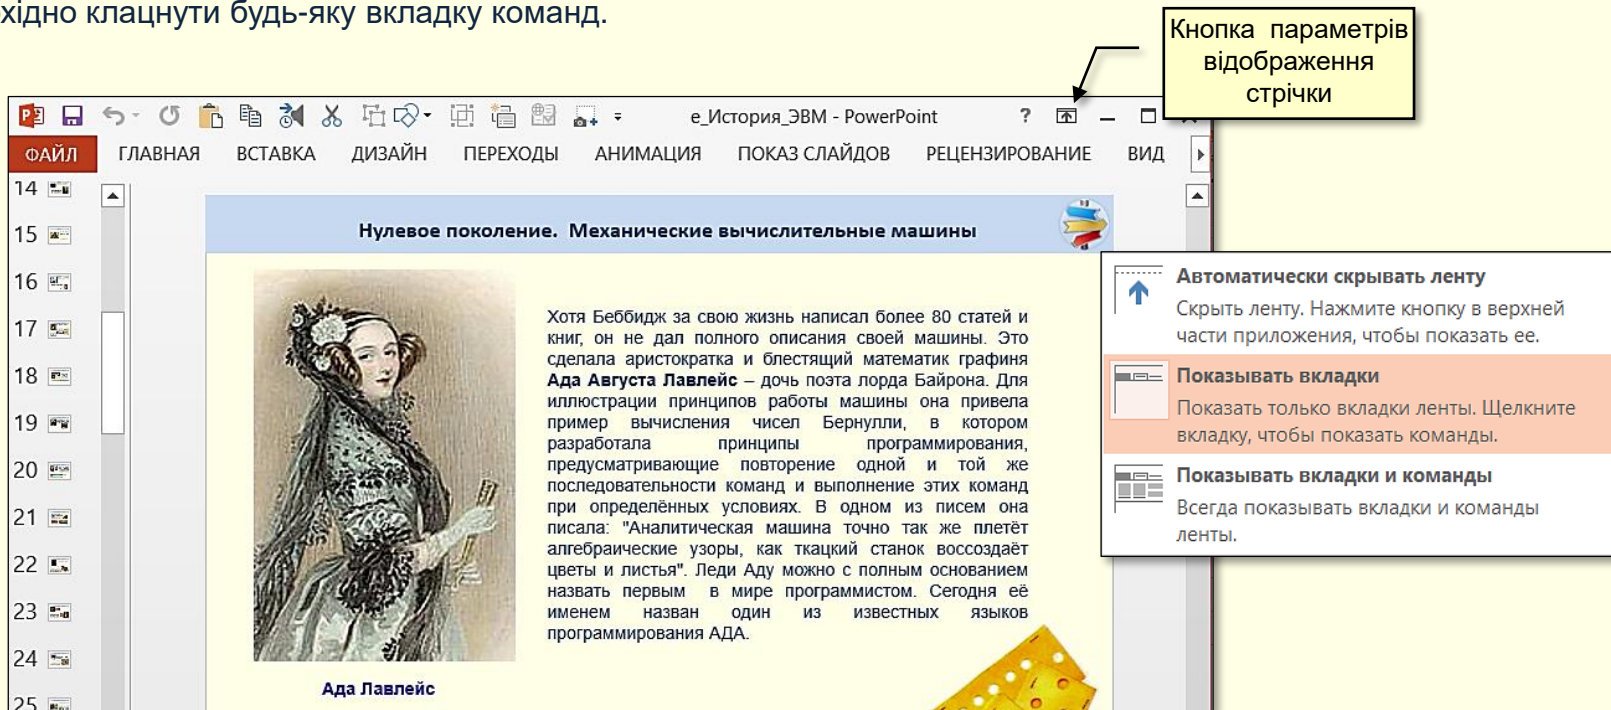 хідно клацнути будь-яку вкладку команд.
Кнопка параметрів
відображення
стрічки
е_История_ЭВМ - PowerPoint
?
ФАЙЛ ГЛАВНАЯ ВСТАВКА ДИЗАЙН ПЕРЕХОДЫ АНИМАЦИЯ ПОКАЗ СЛАЙДОВ РЕЦЕНЗИРОВАНИЕ ВИД
14
15
16
17
18
19
20
21
22
23
24
25
Нулевое поколение. Механические вычислительные машины
Хотя Беббидж за свою жизнь написал более 80 статей и
книг, он не дал полного описания своей машины. Это
сделала аристократка и блестящий математик графиня
Ада Августа Лавлейс – дочь поэта лорда Байрона. Для
иллюстрации принципов работы машины она привела
пример вычисления чисел Бернулли, в котором
разработала принципы программирования,
предусматривающие повторение одной и той же
последовательности команд и выполнение этих команд
при определённых условиях. В одном из писем она
писала: "Аналитическая машина точно так же плетёт
алгебраические узоры, как ткацкий станок воссоздаёт
цветы и листья". Леди Аду можно с полным основанием
назвать первым в мире программистом. Сегодня её
именем назван один из известных языков
программирования АДА.
Ада Лавлейс
Автоматически скрывать ленту
Скрыть ленту. Нажмите кнопку в верхней
части приложения, чтобы показать ее.
Показывать вкладки
Показать только вкладки ленты. Щелкните
вкладку, чтобы показать команды.
Показывать вкладки и команды
Всегда показывать вкладки и команды
ленты.